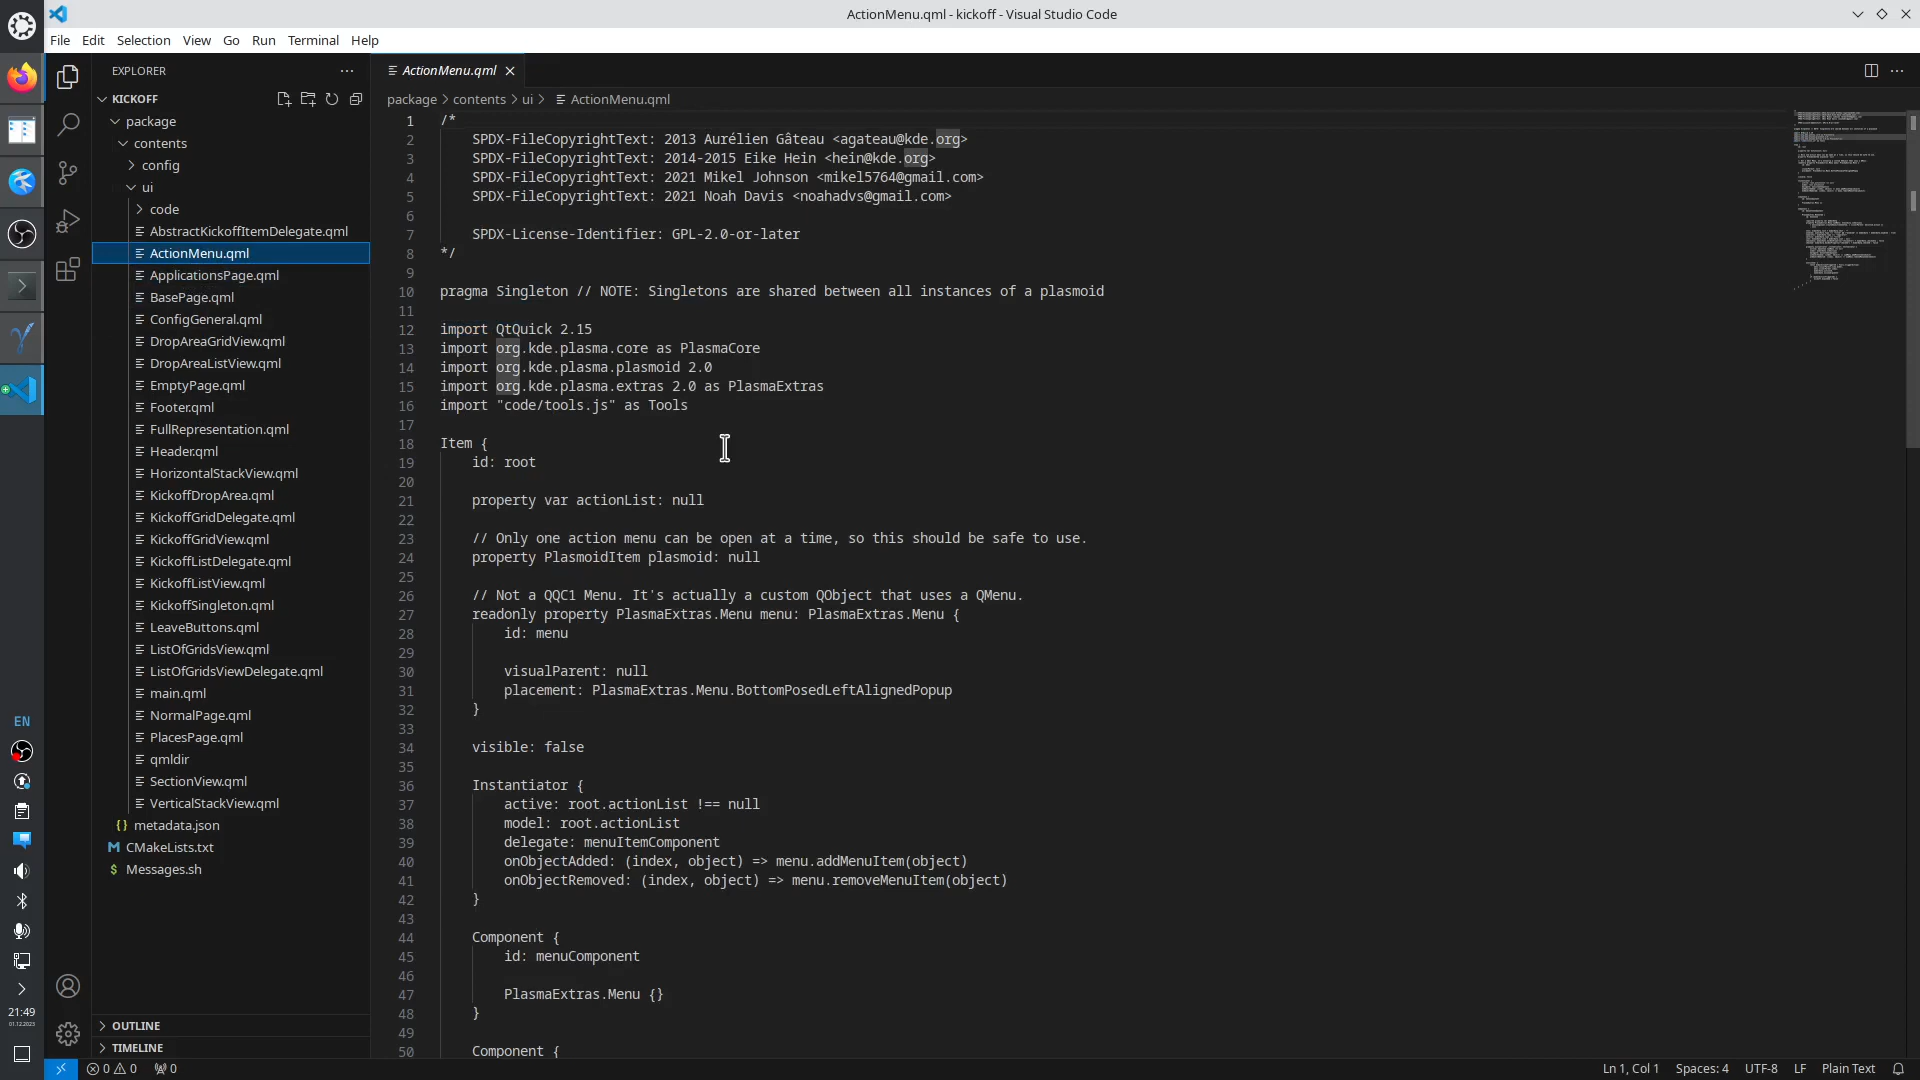 ActionMenu.qml - kickoff - Visual Studio Code
File Edit Selection View Go Run Terminal Help
EXPLORER
KICKOFF
package
contents
config
ui
code
AbstractKickoffItemDelegate.qml
ActionMenu.qml
ApplicationsPage.qml
BasePage.qml
ConfigGeneral.qml
DropAreaGridView.qml
DropAreaListView.qml
EmptyPage.qml
Footer.qml
FullRepresentation.qml
Header.qml
HorizontalStackView.qml
KickoffDropArea.qml
KickoffGridDelegate.qml
KickoffGridView.qml
KickoffListDelegate.qml
KickoffListView.qml
KickoffSingleton.qml
LeaveButtons.qml
ListOfGridsView.qml
ListOfGridsViewDelegate.qml
main.qml
NormalPage.qml
PlacesPage.qml
qmldir
SectionView.qml
VerticalStackView.qml
metadata.json
CMakeLists.txt
Messages.sh
OUTLINE
TIMELINE
ActionMenu.qml
package > contents > ui > ActionMenu.qml
1 /*
2 SPDX-FileCopyrightText: 2013 Aurélien Gâteau <agateau@kde.org>
3 SPDX-FileCopyrightText: 2014-2015 Eike Hein <hein@kde.org>
4 SPDX-FileCopyrightText: 2021 Mikel Johnson <mikel5764@gmail.com>
5 SPDX-FileCopyrightText: 2021 Noah Davis <noahadvs@gmail.com>
6
7 SPDX-License-Identifier: GPL-2.0-or-later
8 */
9
10 pragma Singleton // NOTE: Singletons are shared between all instances of a plasmoid
11
12 import QtQuick 2.15
13 import org.kde.plasma.core as PlasmaCore
14 import org.kde.plasma.plasmoid 2.0
15 import org.kde.plasma.extras 2.0 as PlasmaExtras
16 import "code/tools.js" as Tools
17
18 Item {
19 id: root
20
21 property var actionList: null
22
23 // Only one action menu can be open at a time, so this should be safe to use.
24 property PlasmoidItem plasmoid: null
25
26 // Not a QQC1 Menu. It's actually a custom QObject that uses a QMenu.
27 readonly property PlasmaExtras.Menu menu: PlasmaExtras.Menu {
28 id: menu
29
30 visualParent: null
31 placement: PlasmaExtras.Menu.BottomPosedLeftAlignedPopup
32 }
33
34 visible: false
35
36 Instantiator {
37 active: root.actionList !== null
38 model: root.actionList
39 delegate: menuItemComponent
40 onObjectAdded: (index, object) => menu.addMenuItem(object)
41 onObjectRemoved: (index, object) => menu.removeMenuItem(object)
42 }
43
44 Component {
45 id: menuComponent
46
47 PlasmaExtras.Menu {}
48 }
49
50 Component {
EN
21:49
01.12.2023
0 0 0
Ln 1, Col 1 Spaces: 4 UTF-8 LF Plain Text